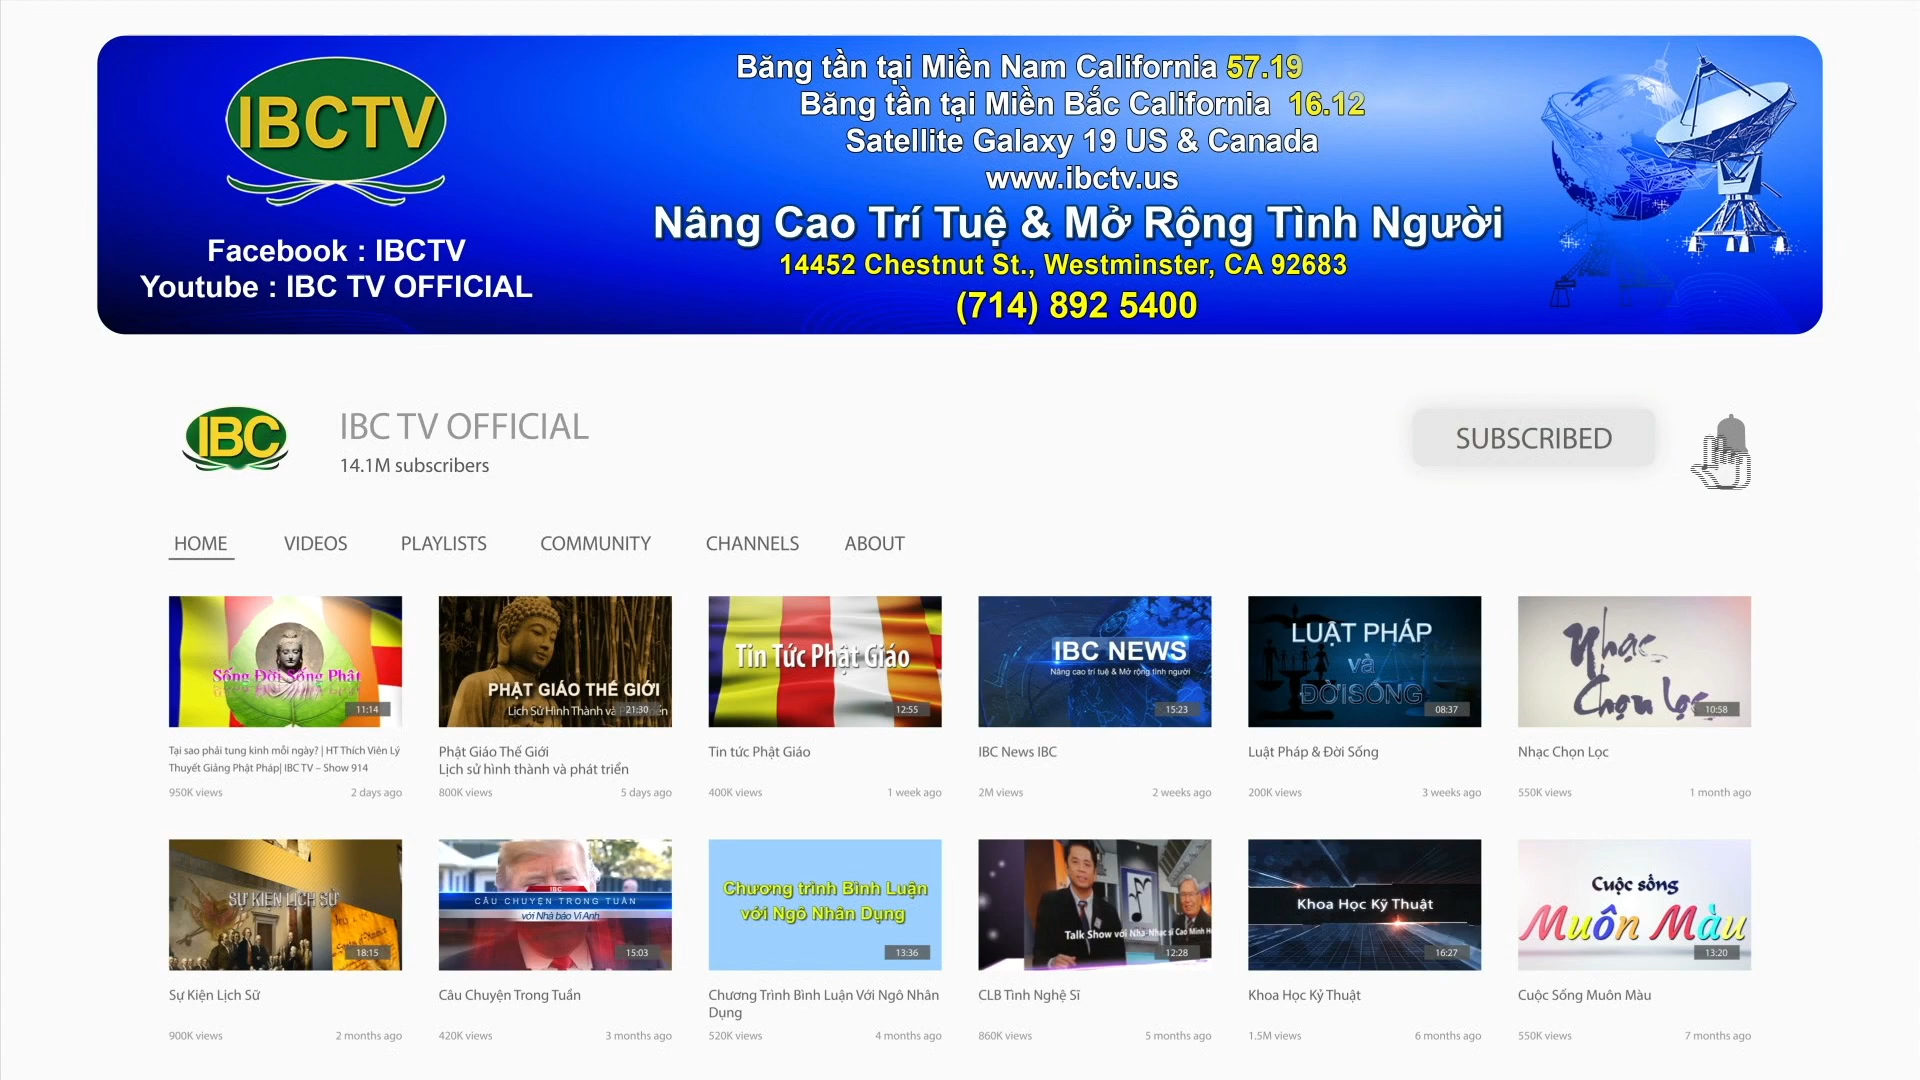 IBCTV
Facebook : IBCTV
Youtube : IBC TV OFFICIAL
Băng tần tại Miền Nam California 57.19
Băng tần tại Miền Bắc California 16.12
Satellite Galaxy 19 US & Canada
www.ibctv.us
Nâng Cao Trí Tuệ & Mở Rộng Tình Người
14452 Chestnut St., Westminster, CA 92683
(714) 892 5400
IBC
IBC TV OFFICIAL
14.1M subscribers
SUBSCRIBED
HOME VIDEOS PLAYLISTS COMMUNITY CHANNELS ABOUT
Sống Đời Sống Phật
11:14
Tại sao phải tung kinh mỗi ngày? | HT Thích Viên Lý
Thuyết Giảng Phật Pháp| IBC TV – Show 914
950K views 2 days ago
PHẬT GIÁO THẾ GIỚI
Lịch Sử Hình Thành và
21:30
Phật Giáo Thế Giới
Lịch sử hình thành và phát triển
800K views 5 days ago
Tin Tức Phật Giáo
12:55
Tin tức Phật Giáo
400K views 1 week ago
IBC NEWS
Nâng cao trí tuệ & Mở rộng tình người
15:23
IBC News IBC
2M views 2 weeks ago
LUẬT PHÁP
và
ĐỜI SỐNG
08:37
Luật Pháp & Đời Sống
200K views 3 weeks ago
Nhạc
Chọn lọc
10:58
Nhạc Chọn Lọc
550K views 1 month ago
SỰ KIỆN LỊCH SỬ
18:15
Sự Kiện Lịch Sữ
900K views 2 months ago
IBC
CÂU CHUYỆN TRONG TUẦN
với Nhà báo Vi Anh
15:03
Câu Chuyện Trong Tuần
420K views 3 months ago
Chương trình Bình Luận
với Ngô Nhân Dụng
13:36
Chương Trình Bình Luận Với Ngô Nhân
Dụng
520K views 4 months ago
Talk Show với Nhà Nhạc sĩ Cao Minh
12:28
CLB Tình Nghệ Sĩ
860K views 5 months ago
Khoa Học Kỹ Thuật
16:27
Khoa Học Kỷ Thuật
1.5M views 6 months ago
Cuộc sống
Muôn Màu
13:20
Cuộc Sống Muôn Màu
550K views 7 months ago